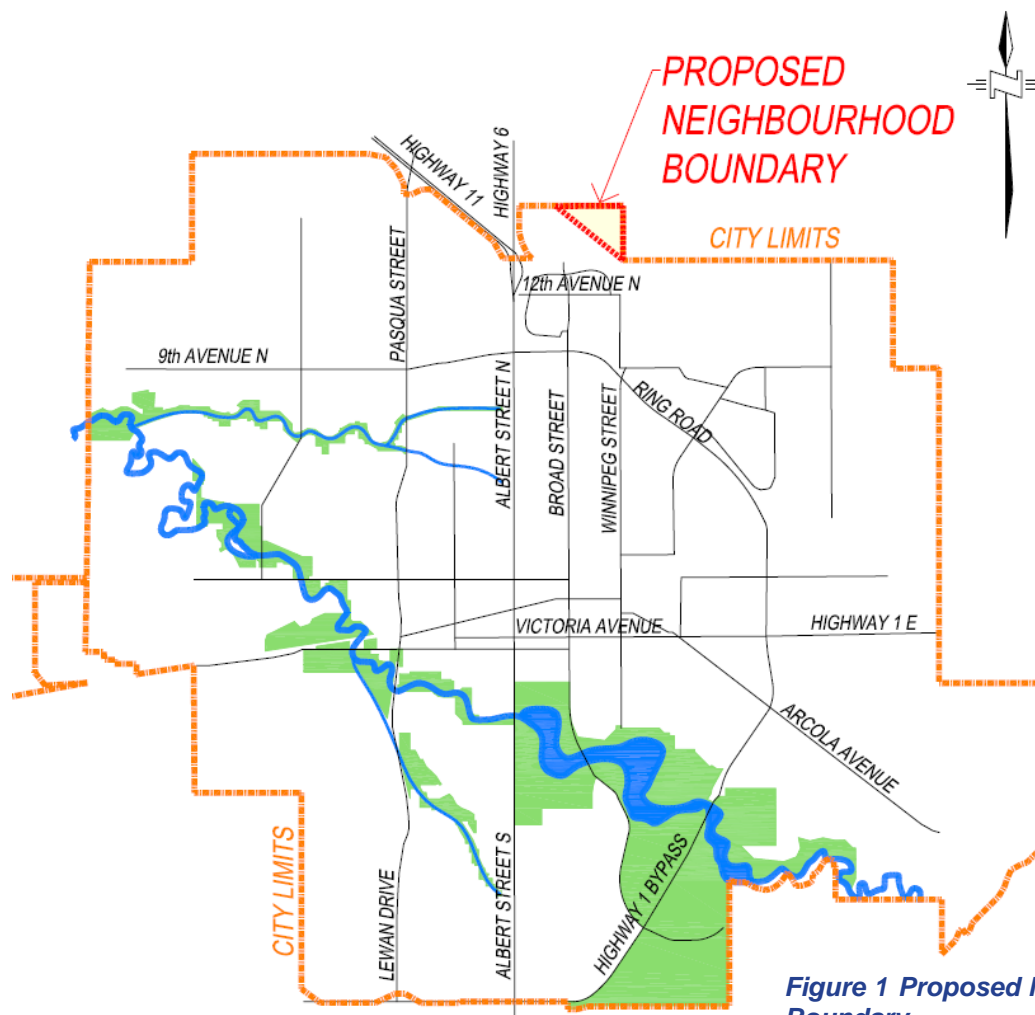 PROPOSED
NEIGHBOURHOOD
BOUNDARY
N
HIGHWAY 6
HIGHWAY 11
CITY LIMITS
PASQUA STREET
12th AVENUE N
9th AVENUE N
ALBERT STREET N
BROAD STREET
WINNIPEG STREET
RING ROAD
VICTORIA AVENUE
HIGHWAY 1 E
ARCOLA AVENUE
CITY LIMITS
LEWAN DRIVE
ALBERT STREET S
HIGHWAY 1 BYPASS
Figure 1 Proposed
Boundary